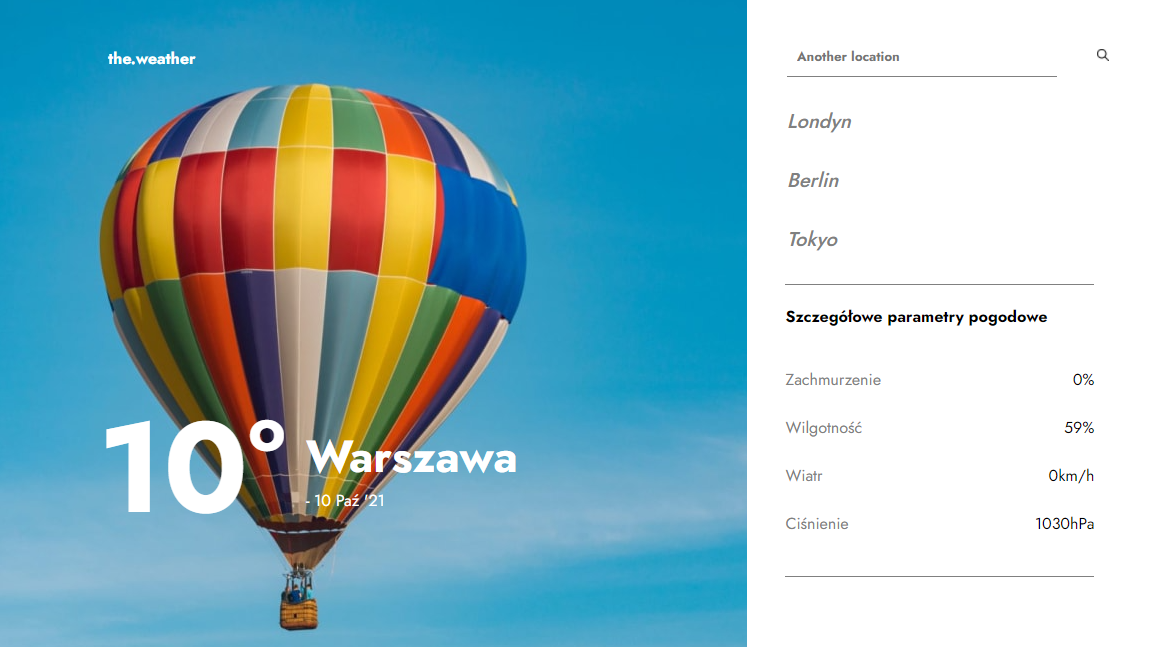 the.weather
10° Warszawa
- 10 Paź '21
Another location
Londyn
Berlin
Tokyo
Szczegółowe parametry pogodowe
Zachmurzenie 0%
Wilgotność 59%
Wiatr 0km/h
Ciśnienie 1030hPa